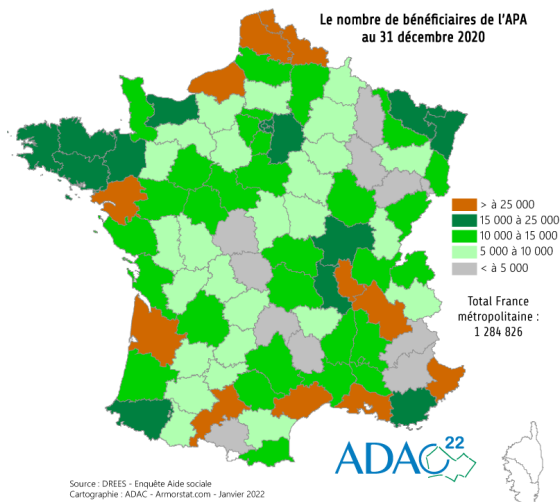 Le nombre de bénéficiaires de l'APA
au 31 décembre 2020
> à 25 000
15 000 à 25 000
10 000 à 15 000
5 000 à 10 000
< à 5 000
Total France
métropolitaine :
1 284 826
ADAC 22
Source : DREES - Enquête Aide sociale
Cartographie : ADAC - Armorstat.com - Janvier 2022